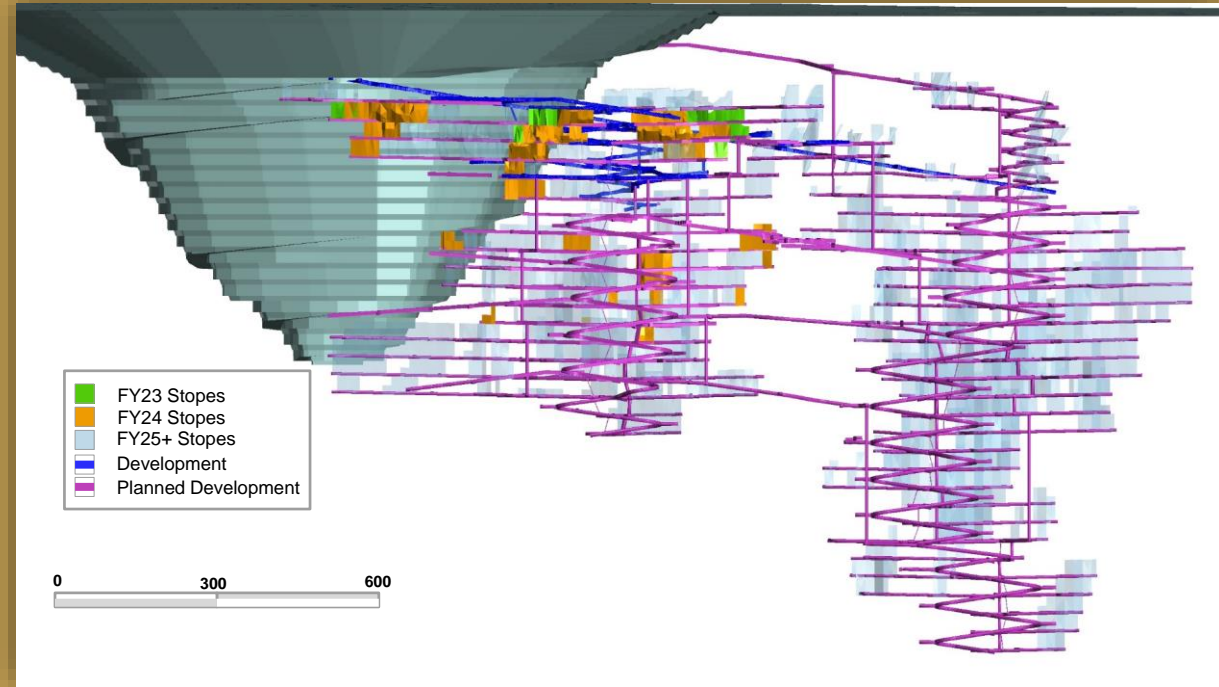 FY23 Stopes
FY24 Stopes
FY25+ Stopes
Development
Planned Development
0 300 600